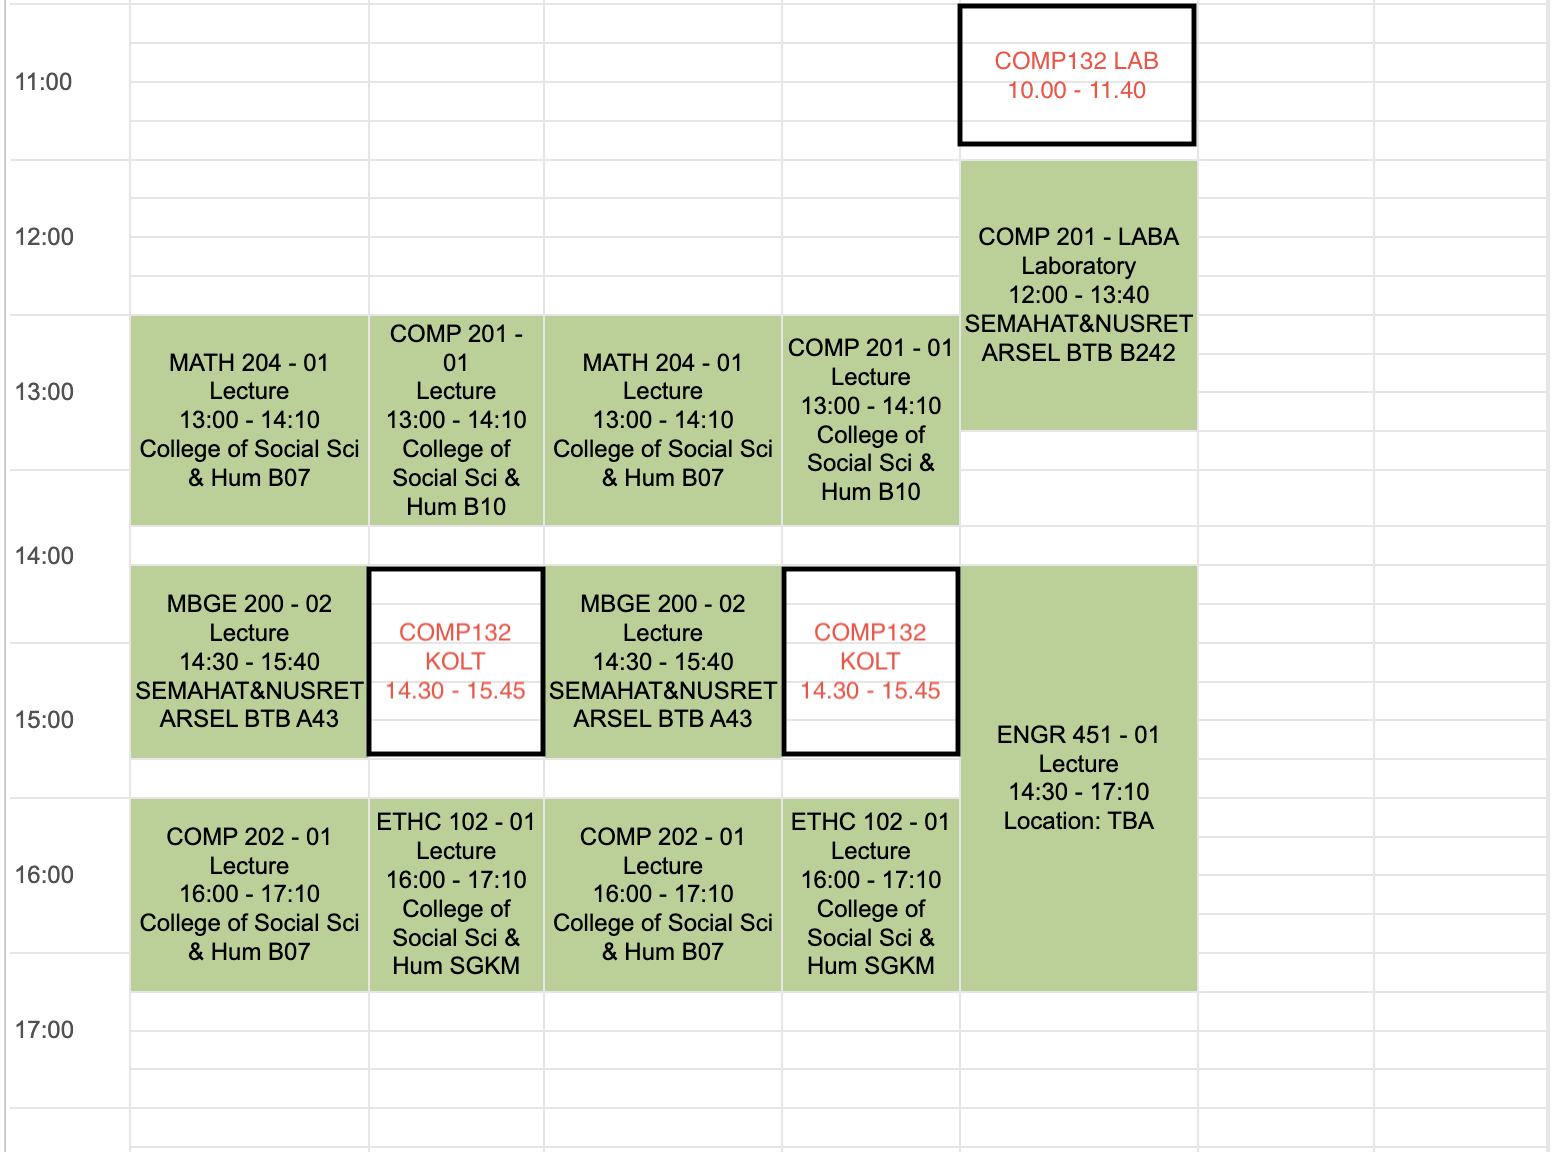 COMP132 LAB
10.00 - 11.40
11:00
12:00
COMP 201 - LABA
Laboratory
12:00 - 13:40
SEMAHAT&NUSRET
ARSEL BTB B242
13:00
MATH 204 - 01
Lecture
13:00 - 14:10
College of Social Sci
& Hum B07
COMP 201 -
01
Lecture
13:00 - 14:10
College of
Social Sci &
Hum B10
MATH 204 - 01
Lecture
13:00 - 14:10
College of Social Sci
& Hum B07
COMP 201 - 01
Lecture
13:00 - 14:10
College of
Social Sci &
Hum B10
14:00
MBGE 200 - 02
Lecture
14:30 - 15:40
SEMAHAT&NUSRET
ARSEL BTB A43
COMP132
KOLT
14.30 - 15.45
MBGE 200 - 02
Lecture
14:30 - 15:40
SEMAHAT&NUSRET
ARSEL BTB A43
COMP132
KOLT
14.30 - 15.45
ENGR 451 - 01
Lecture
14:30 - 17:10
Location: TBA
15:00
16:00
COMP 202 - 01
Lecture
16:00 - 17:10
College of Social Sci
& Hum B07
ETHC 102 - 01
Lecture
16:00 - 17:10
College of
Social Sci &
Hum SGKM
COMP 202 - 01
Lecture
16:00 - 17:10
College of Social Sci
& Hum B07
ETHC 102 - 01
Lecture
16:00 - 17:10
College of
Social Sci &
Hum SGKM
17:00